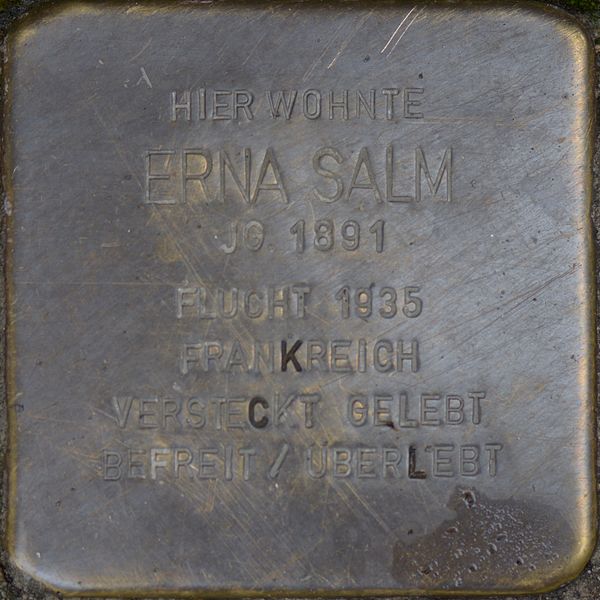 HIER WOHNTE
ERNA SALM
JG. 1891
FLUCHT 1935
FRANKREICH
VERSTECKT GELEBT
BEFREIT / ÜBERLEBT